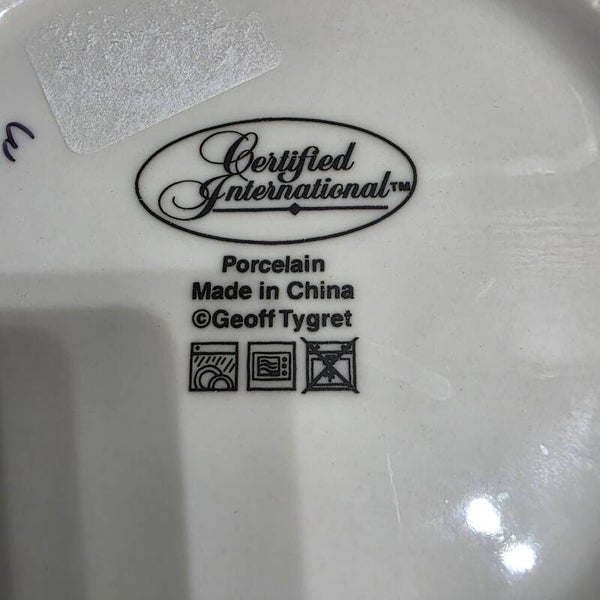 Certified
International™
Porcelain
Made in China
©Geoff Tygret